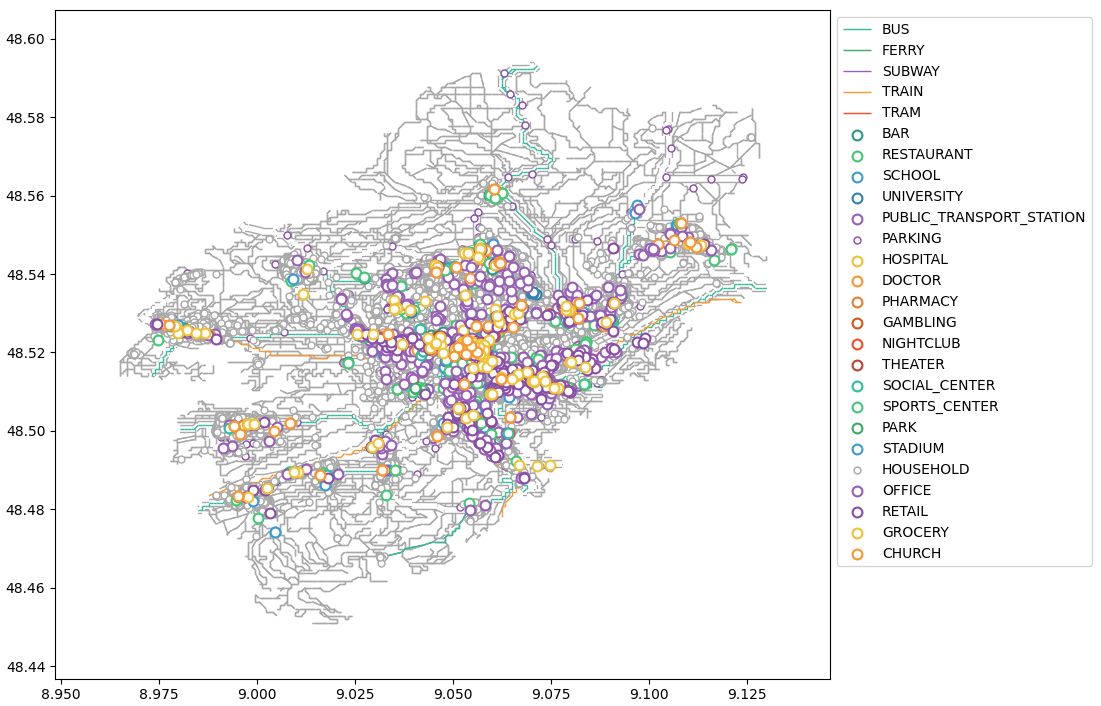 48.60
48.58
48.56
48.54
48.52
48.50
48.48
48.46
48.44
8.950 8.975 9.000 9.025 9.050 9.075 9.100 9.125
BUS
FERRY
SUBWAY
TRAIN
TRAM
BAR
RESTAURANT
SCHOOL
UNIVERSITY
PUBLIC_TRANSPORT_STATION
PARKING
HOSPITAL
DOCTOR
PHARMACY
GAMBLING
NIGHTCLUB
THEATER
SOCIAL_CENTER
SPORTS_CENTER
PARK
STADIUM
HOUSEHOLD
OFFICE
RETAIL
GROCERY
CHURCH